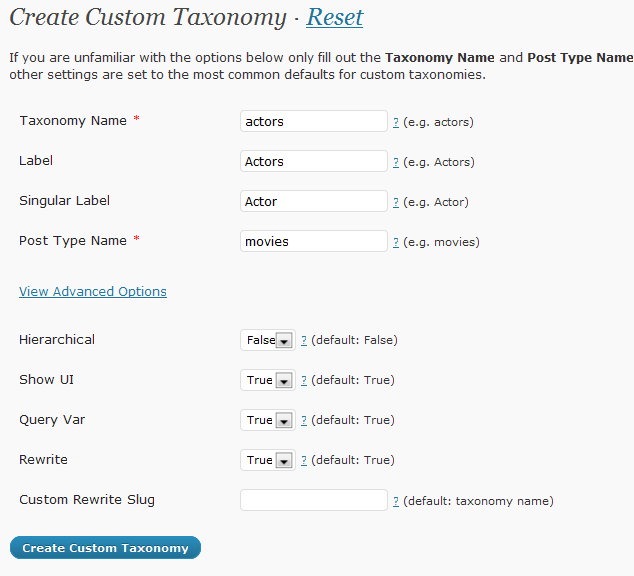 Create Custom Taxonomy · Reset
If you are unfamiliar with the options below only fill out the Taxonomy Name and Post Type Name
other settings are set to the most common defaults for custom taxonomies.
Taxonomy Name * actors ? (e.g. actors)
Label Actors ? (e.g. Actors)
Singular Label Actor ? (e.g. Actor)
Post Type Name * movies ? (e.g. movies)
View Advanced Options
Hierarchical False ? (default: False)
Show UI True ? (default: True)
Query Var True ? (default: True)
Rewrite True ? (default: True)
Custom Rewrite Slug ? (default: taxonomy name)
Create Custom Taxonomy